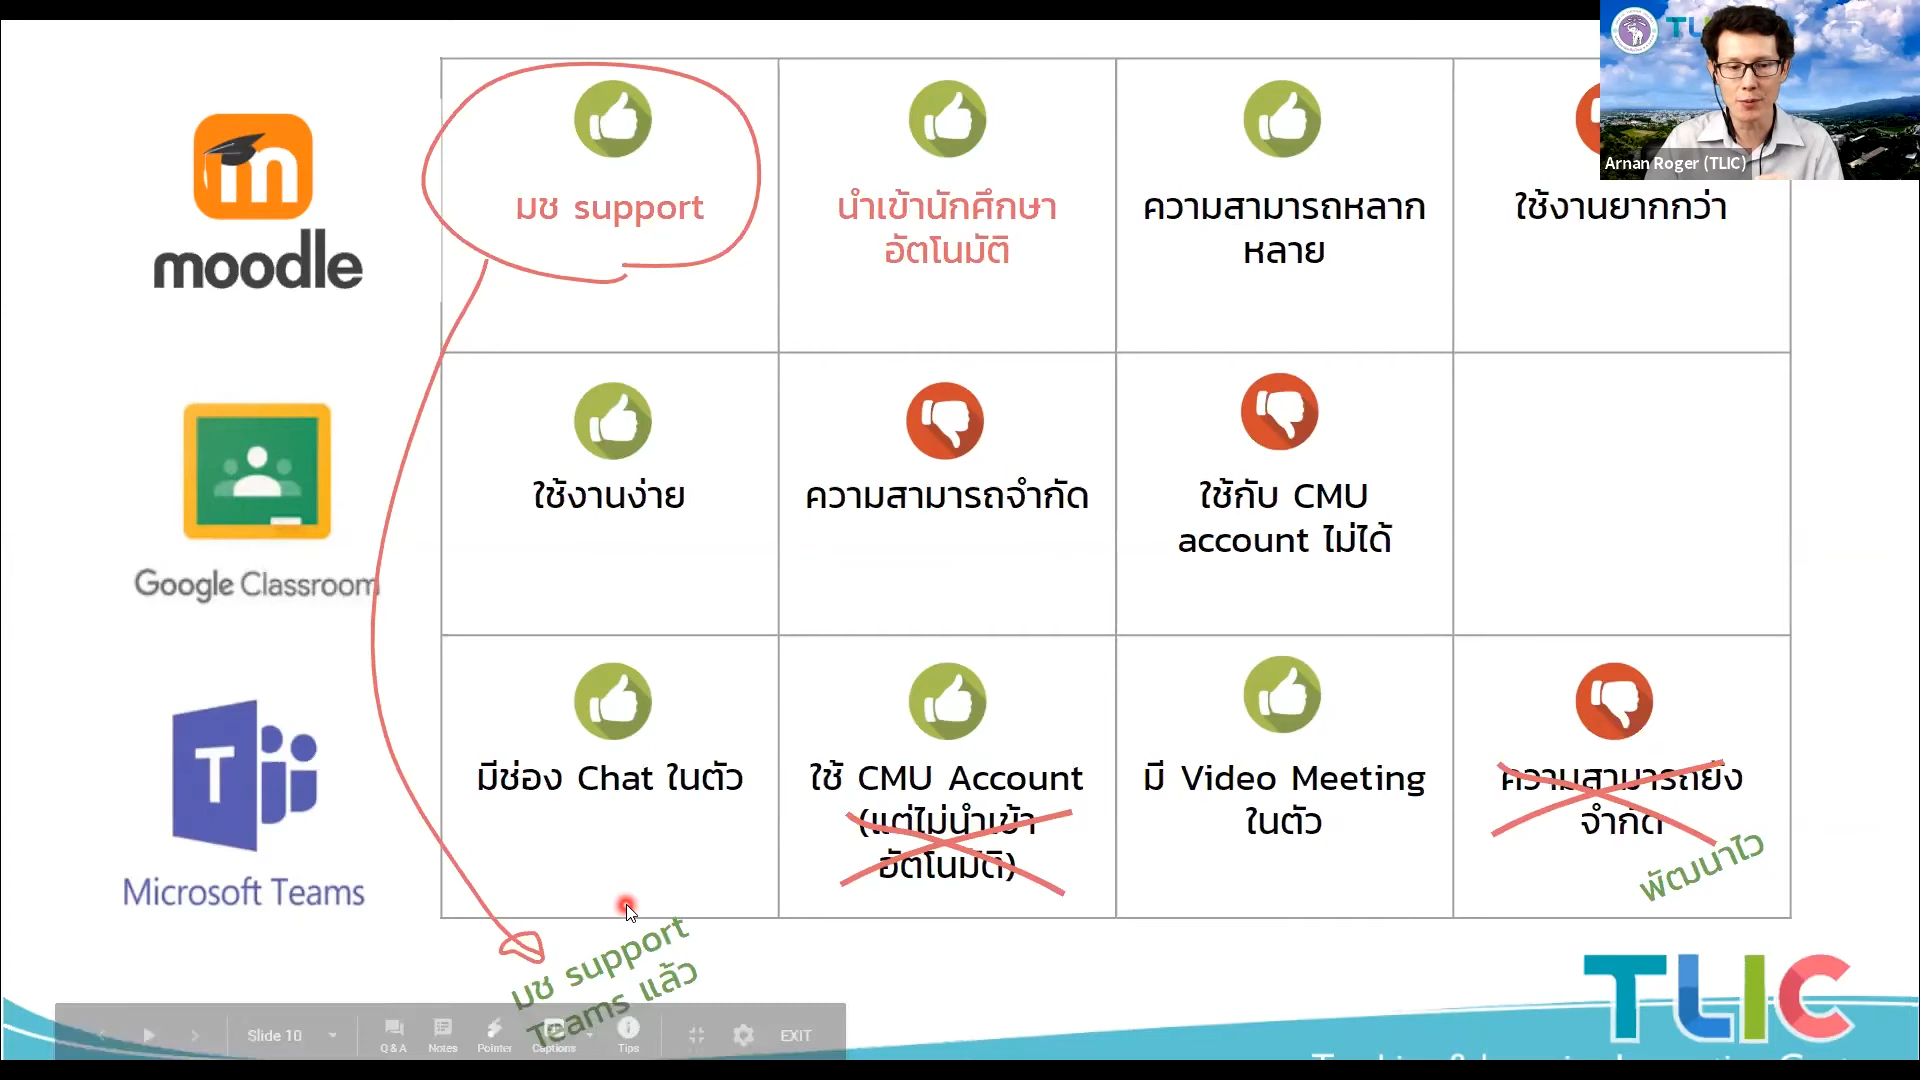 TL
Arnan Roger (TLIC)
moodle
มช support
นำเข้านักศึกษา
อัตโนมัติ
ความสามารถหลาก
หลาย
ใช้งานยากกว่า
Google Classroom
ใช้งานง่าย
ความสามารถจำกัด
ใช้กับ CMU
account ไม่ได้
T
Microsoft Teams
มีช่อง Chat ในตัว
ใช้ CMU Account
(แต่ไม่นำเข้า
อัตโนมัติ)
มี Video Meeting
ในตัว
ความสามารถยัง
จำกัด
พัฒนาไว
มช support
Teams แล้ว
TLIC
Slide 10
Q&A
Notes
Pointer
Captions
Tips
EXIT